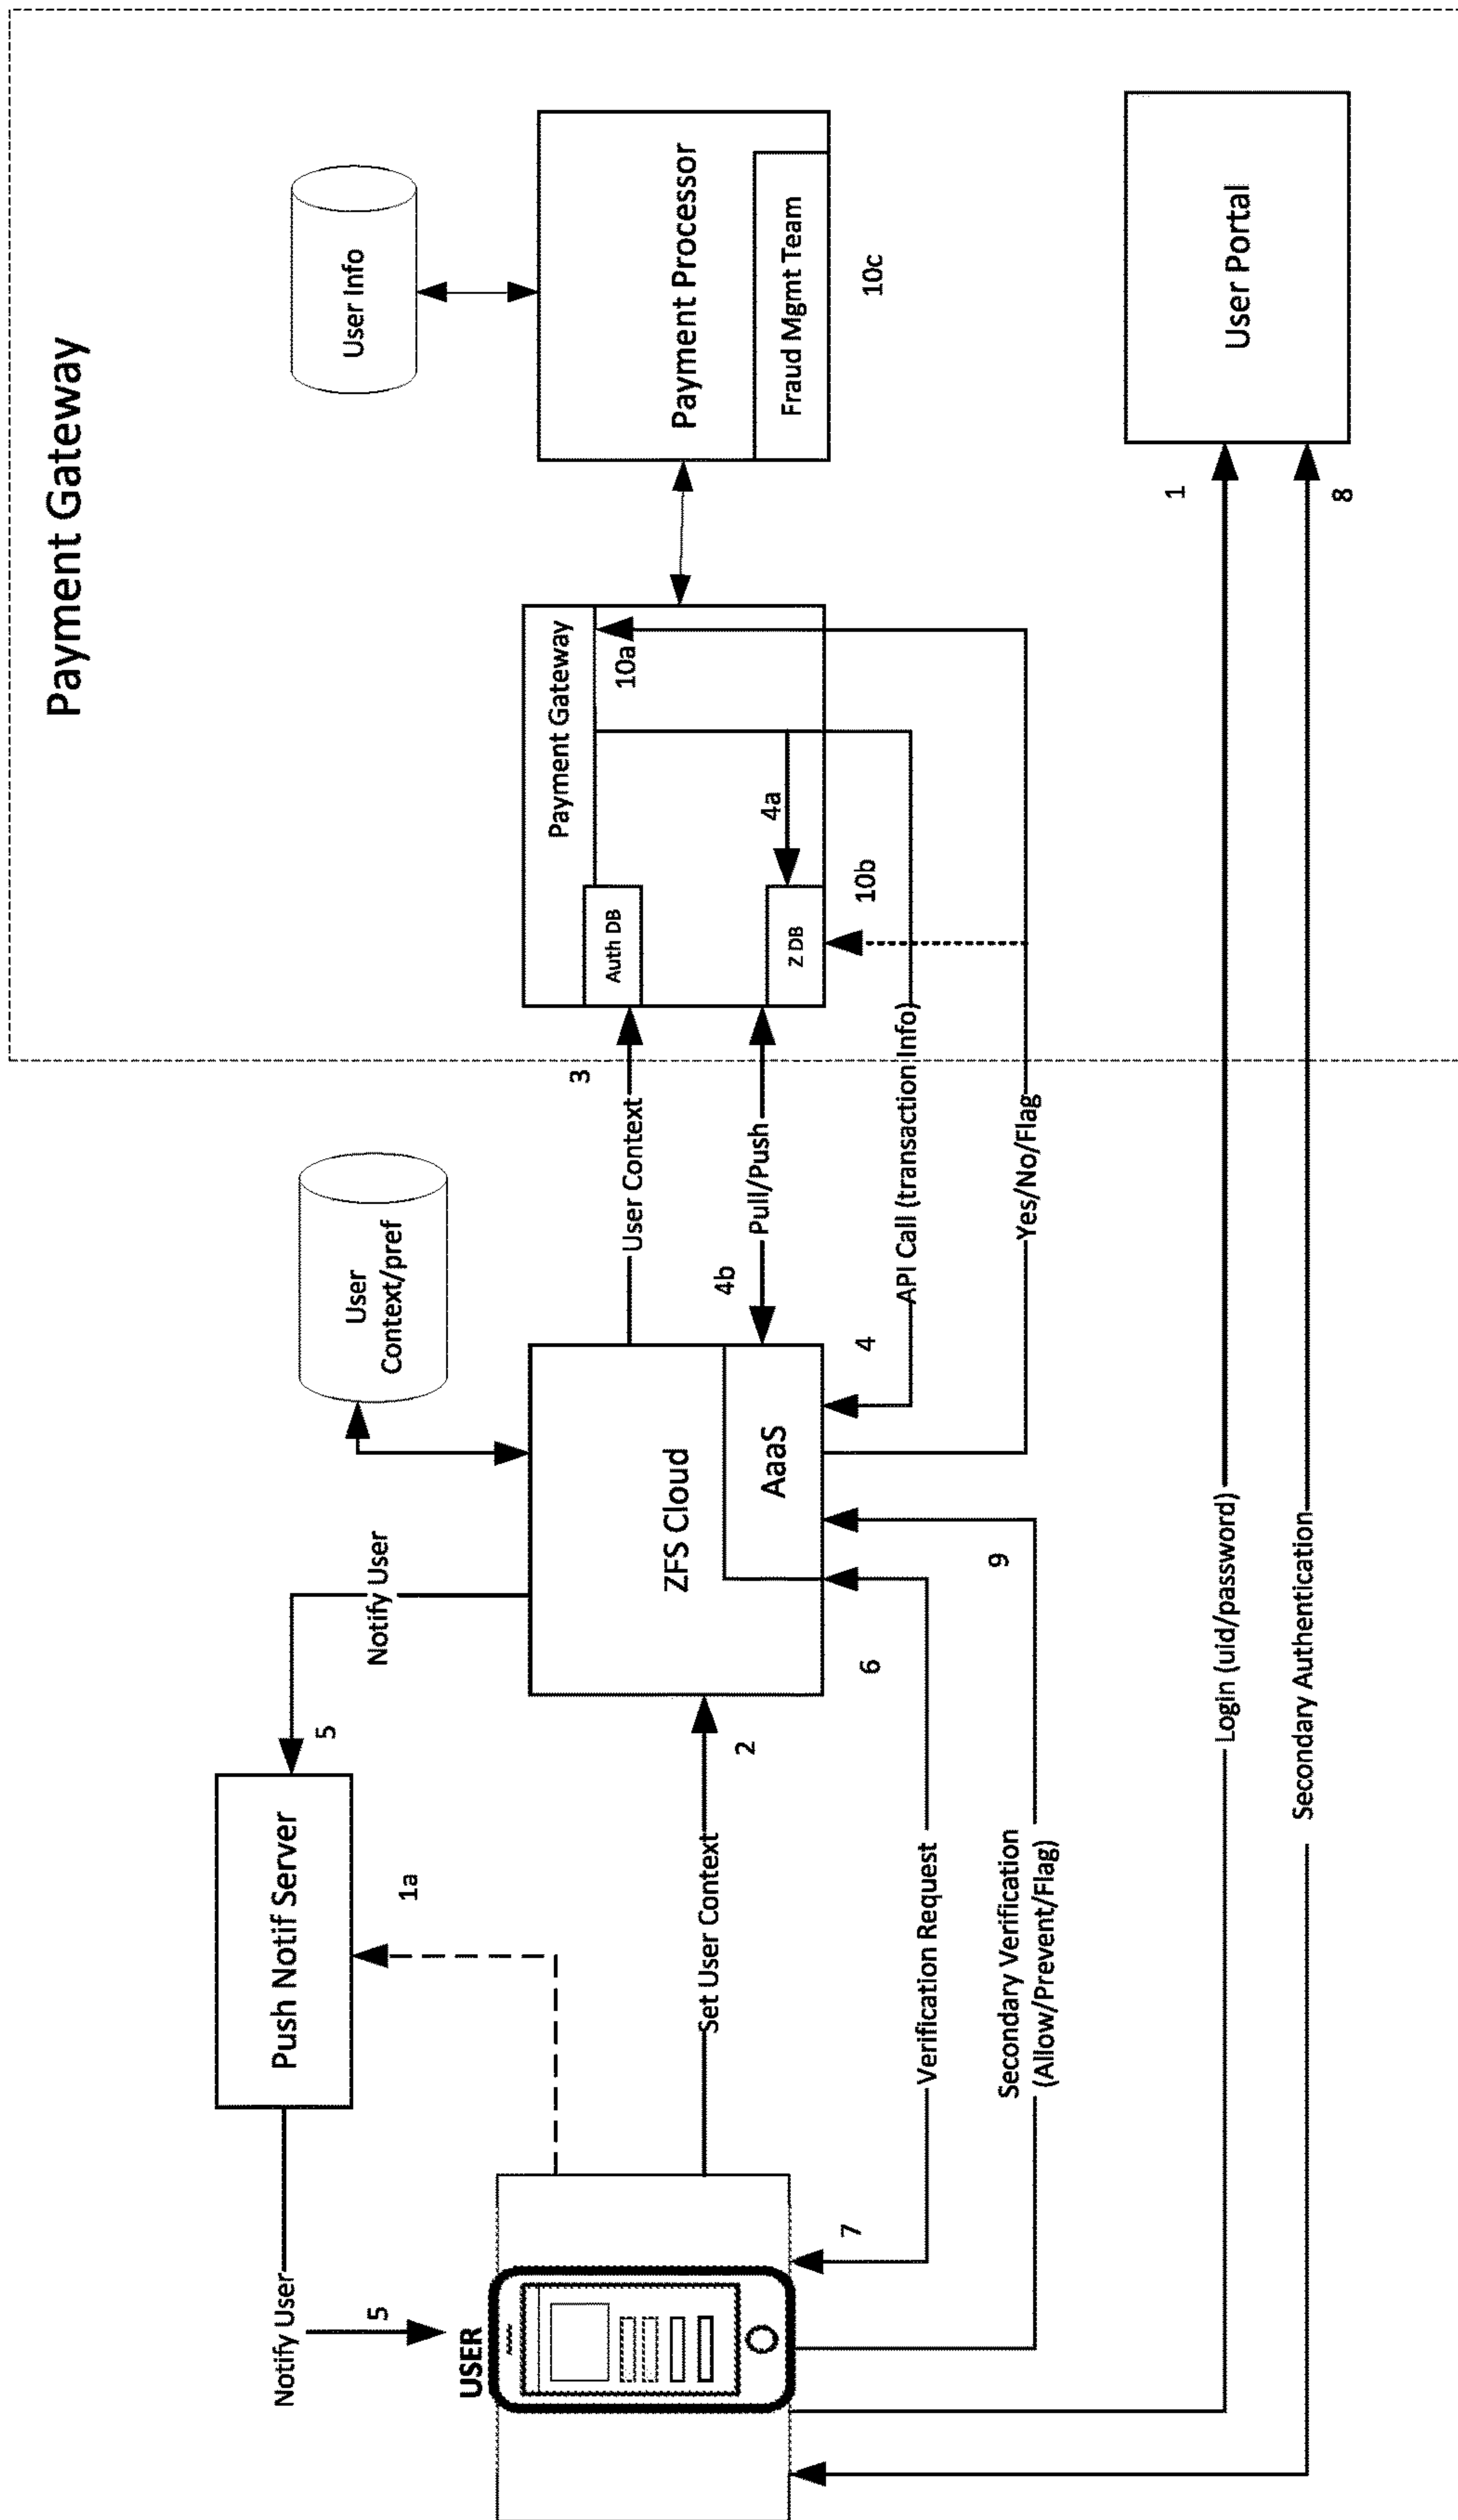 Payment Gateway
Push Notif Server
Notify User
5
Notify User
5
1a
USER
User
Context/pref
User Info
ZFS Cloud
AaaS
Set User Context
2
User Context
3
Pull/Push
4b
Payment Gateway
Auth DB
Z DB
4a
10a
10b
Payment Processor
Fraud Mgmt Team
10c
API Call (transaction Info)
4
Yes/No/Flag
Verification Request
6
7
Secondary Verification
(Allow/Prevent/Flag)
9
Login (uid/password)
1
Secondary Authentication
8
User Portal